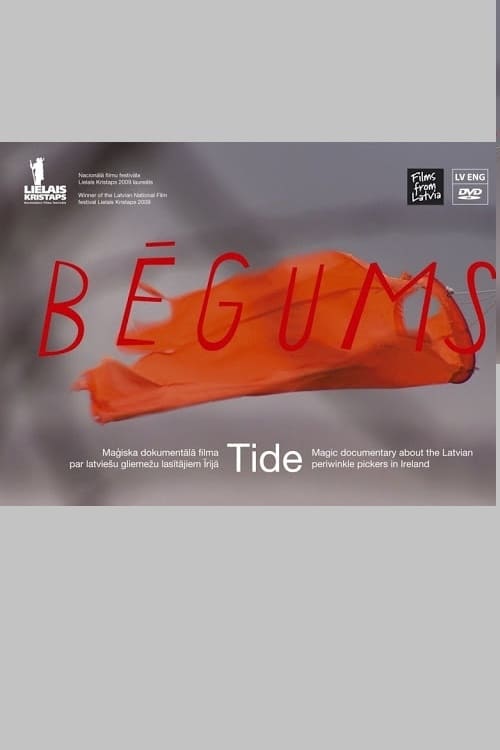 LIELAIS
KRISTAPS
Nacionālā filmu festivāla
Lielais Kristaps 2009 laureāts
Winner of the Latvian National Film
festival Lielais Kristaps 2009
Films
from
Latvia
LV ENG
DVD
BĒGUMS
Maģiska dokumentālā filma
par latviešu gliemežu lasītājiem Īrijā
Tide
Magic documentary about the Latvian
periwinkle pickers in Ireland